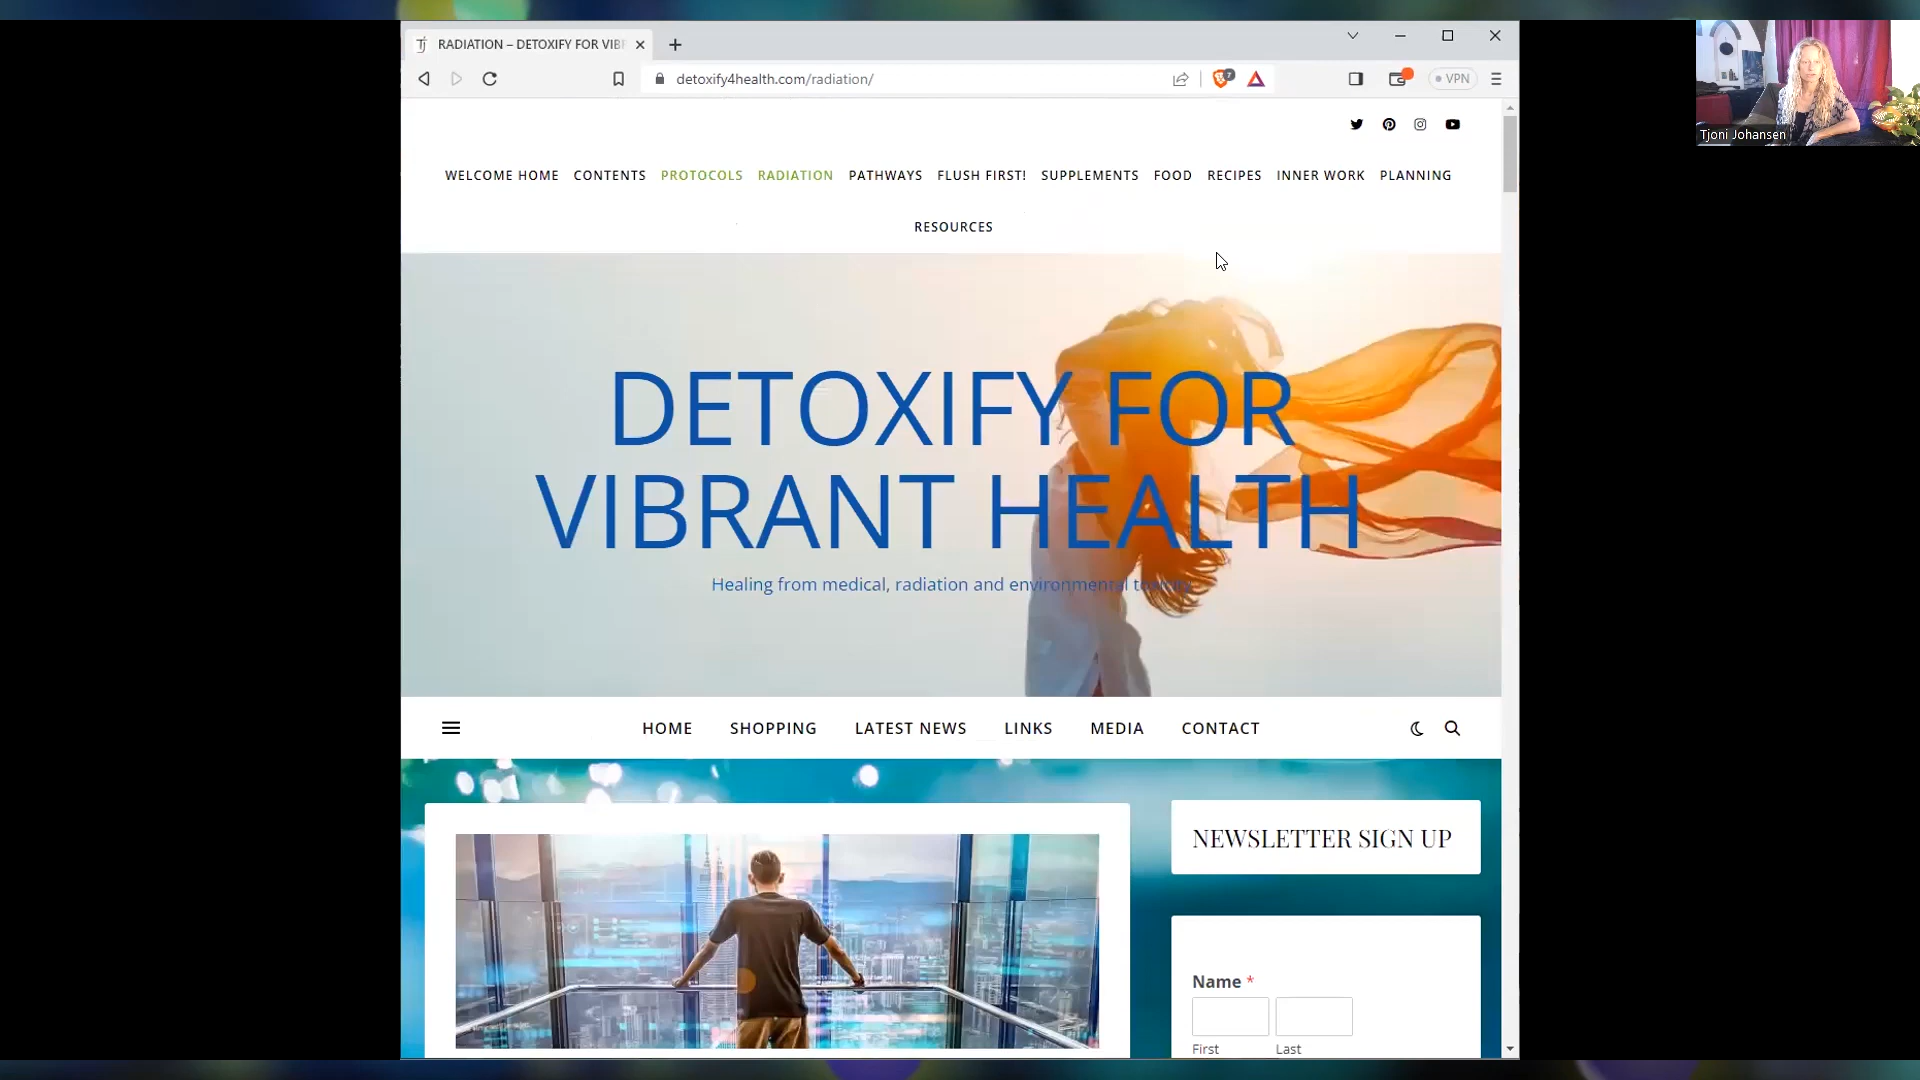 RADIATION – DETOXIFY FOR VIBR
detoxify4health.com/radiation/
7
VPN
Tjoni Johansen
WELCOME HOME CONTENTS PROTOCOLS RADIATION PATHWAYS FLUSH FIRST! SUPPLEMENTS FOOD RECIPES INNER WORK PLANNING
RESOURCES
DETOXIFY FOR
VIBRANT HEALTH
Healing from medical, radiation and environmental
HOME SHOPPING LATEST NEWS LINKS MEDIA CONTACT
NEWSLETTER SIGN UP
Name *
First Last